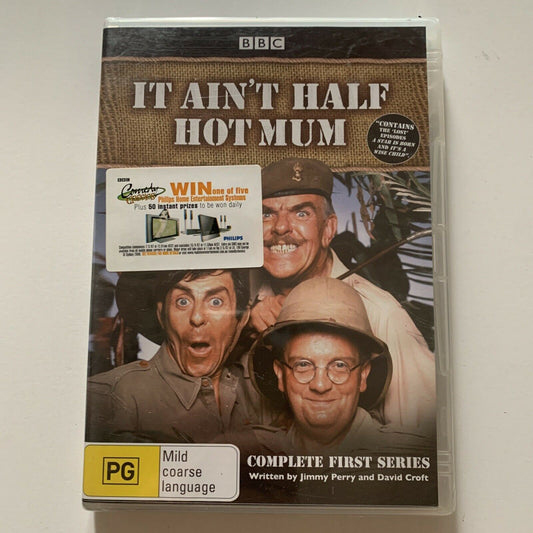 BBC
IT AIN'T HALF
HOT MUM
"CONTAINS
THE 'LOST'
EPISODES
A STAR IS BORN
AND IT'S A
WISE CHILD"
BBC
Comedy
WIN one of five
Philips Home Entertainment Systems
Plus 50 instant prizes to be won daily
PHILIPS
PG
Mild
coarse
language
COMPLETE FIRST SERIES
Written by Jimmy Perry and David Croft